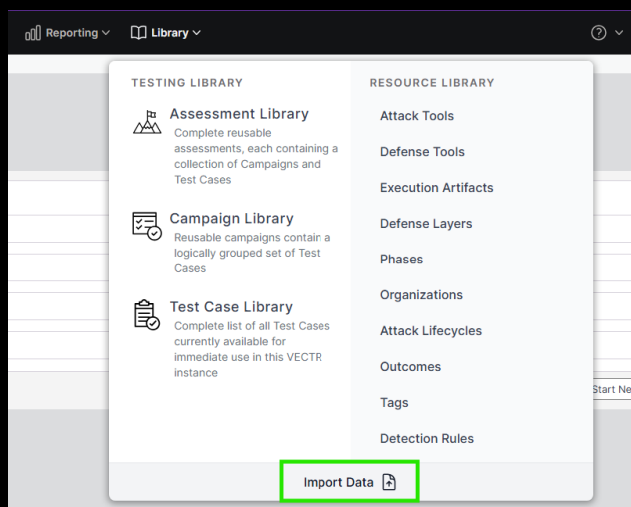 Reporting
Library
TESTING LIBRARY
Assessment Library
Complete reusable
assessments, each containing a
collection of Campaigns and
Test Cases
Campaign Library
Reusable campaigns contain a
logically grouped set of Test
Cases
Test Case Library
Complete list of all Test Cases
currently available for
immediate use in this VECTR
instance
RESOURCE LIBRARY
Attack Tools
Defense Tools
Execution Artifacts
Defense Layers
Phases
Organizations
Attack Lifecycles
Outcomes
Tags
Detection Rules
Start Ne
Import Data